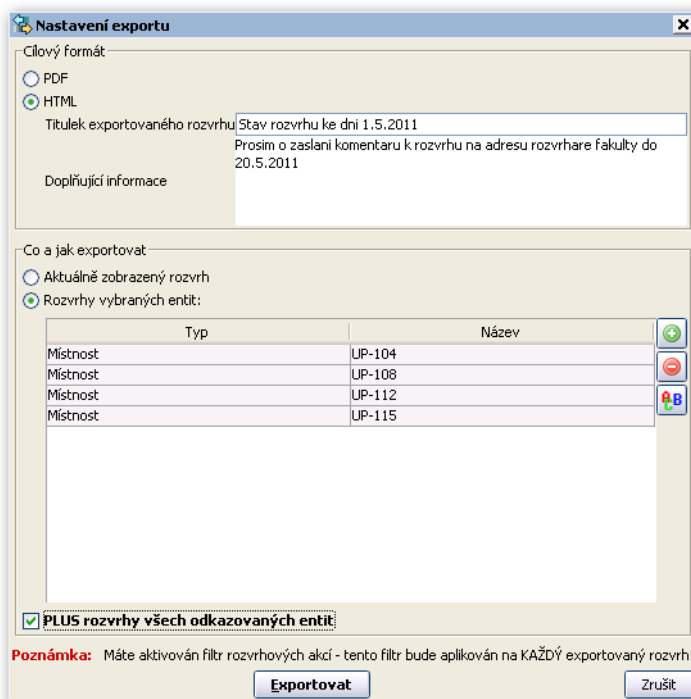 Nastavení exportu
Cílový formát
PDF
HTML
Titulek exportovaného rozvrhu Stav rozvrhu ke dni 1.5.2011
Prosim o zaslani komentaru k rozvrhu na adresu rozvrhare fakulty do
20.5.2011
Doplňující informace
Co a jak exportovat
Aktuálně zobrazený rozvrh
Rozvrhy vybraných entit:
Typ Název
Místnost UP-104
Místnost UP-108
Místnost UP-112
Místnost UP-115
PLUS rozvrhy všech odkazovaných entit
Poznámka: Máte aktivován filtr rozvrhových akcí - tento filtr bude aplikován na KAŽDÝ exportovaný rozvrh
Exportovat Zrušit